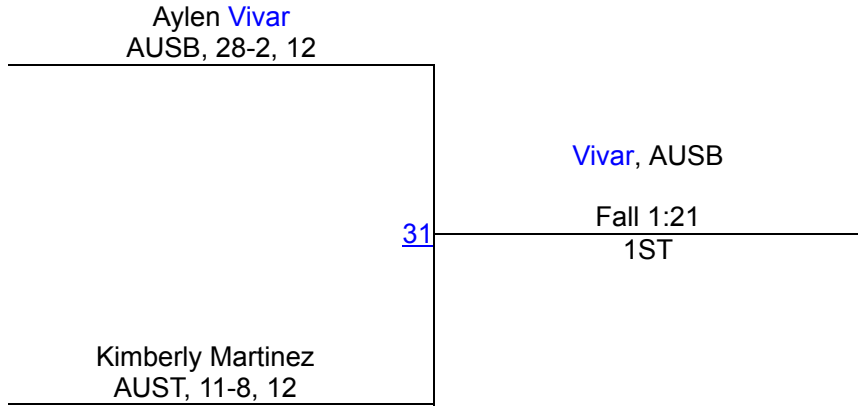 Aylen Vivar
AUSB, 28-2, 12
Vivar, AUSB
Fall 1:21
31
1ST
Kimberly Martinez
AUST, 11-8, 12